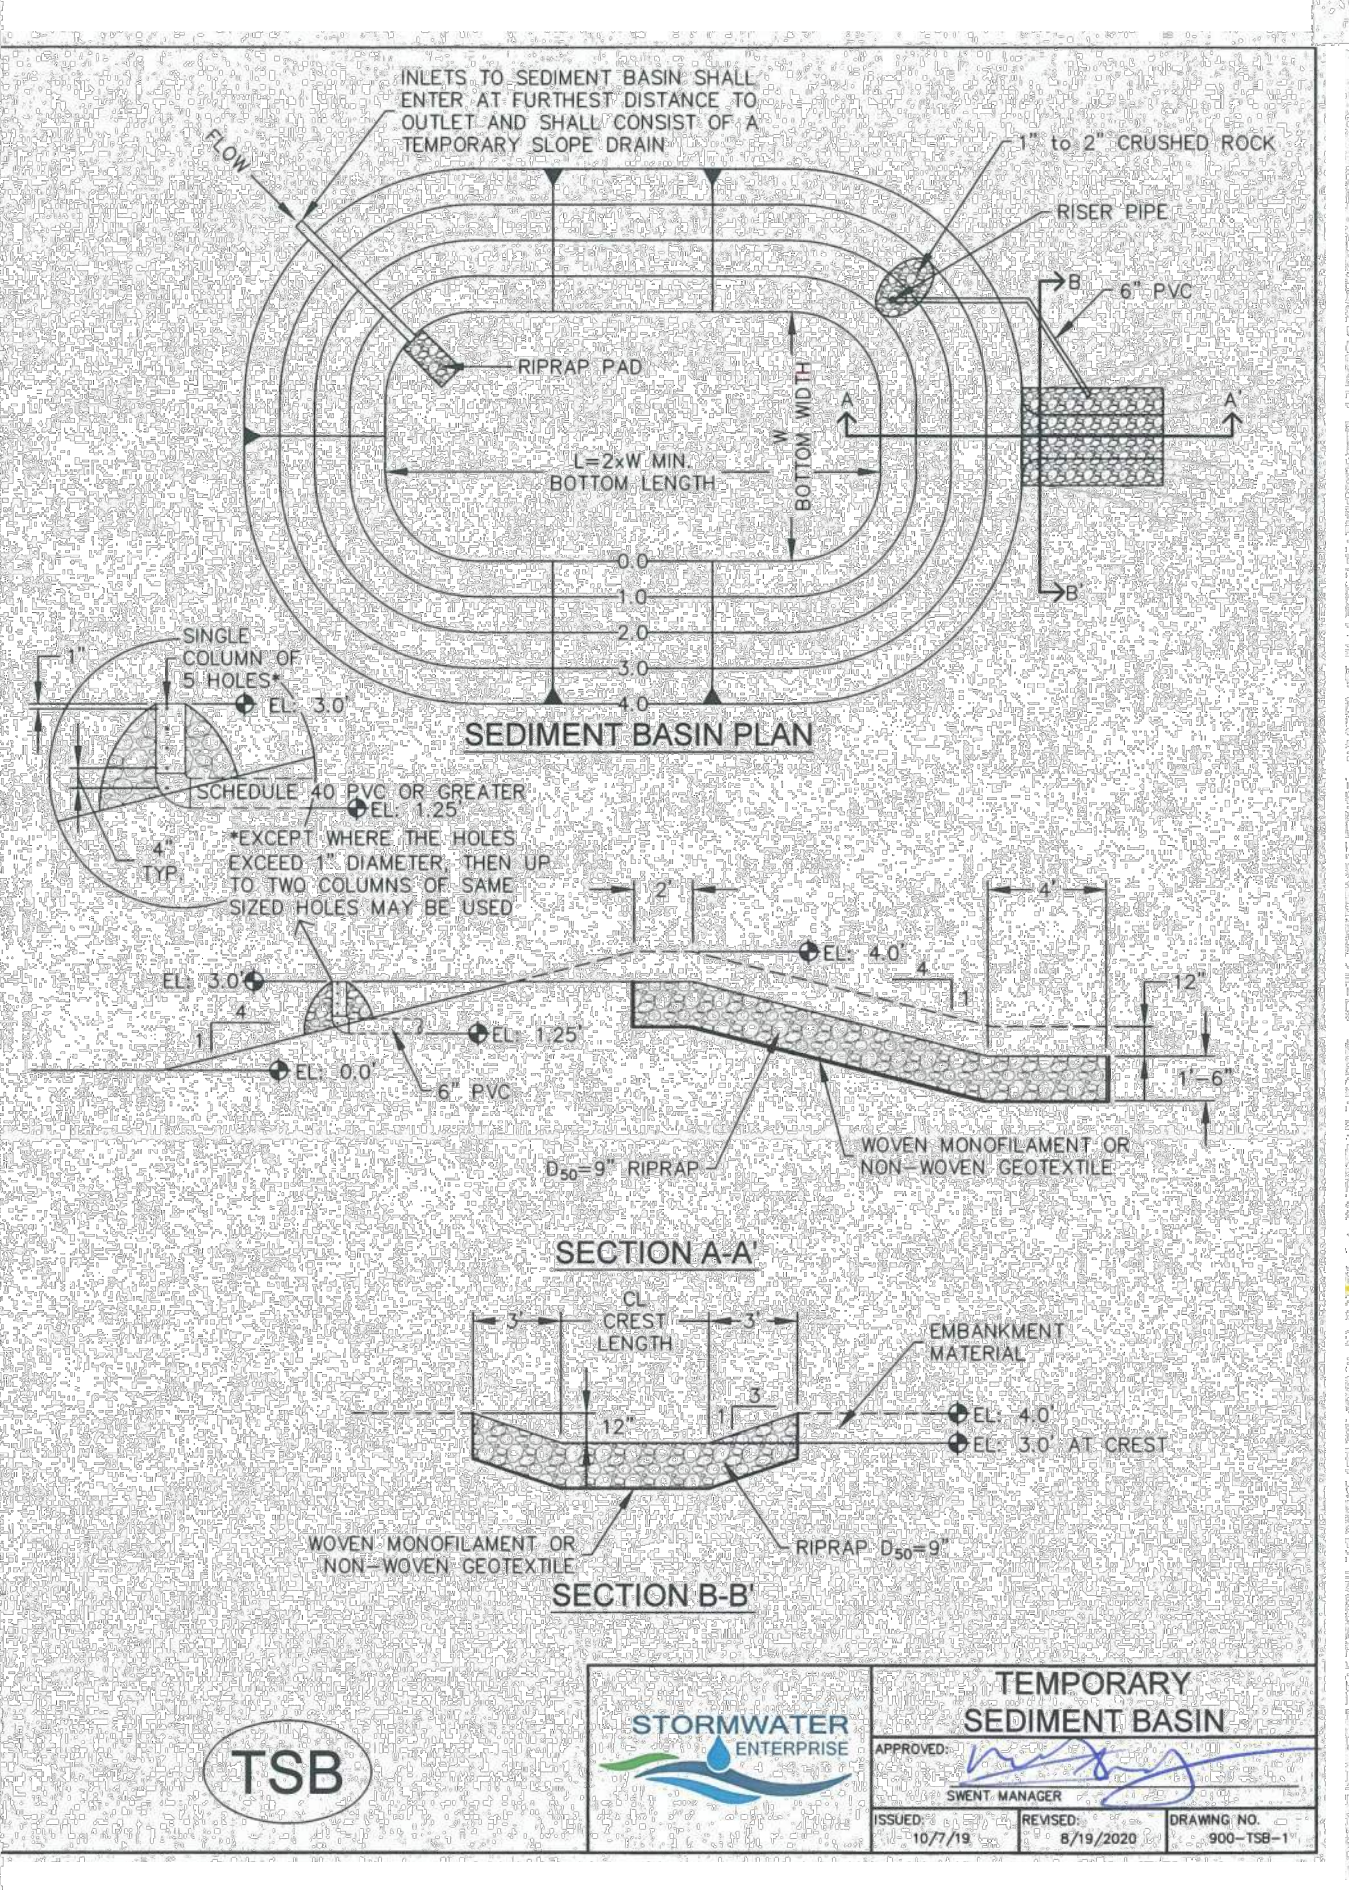 INLETS TO SEDIMENT BASIN SHALL
ENTER AT FURTHEST DISTANCE TO
OUTLET AND SHALL CONSIST OF A
TEMPORARY SLOPE DRAIN
FLOW
1" to 2" CRUSHED ROCK
RISER PIPE
B
6" PVC
RIPRAP PAD
W
BOTTOM WIDTH
A
A'
L=2xW MIN.
BOTTOM LENGTH
0.0
1.0
2.0
3.0
4.0
B'
SEDIMENT BASIN PLAN
1"
SINGLE
COLUMN OF
5 HOLES*
EL: 3.0'
SCHEDULE 40 PVC OR GREATER
EL: 1.25'
4"
TYP.
*EXCEPT WHERE THE HOLES
EXCEED 1" DIAMETER, THEN UP
TO TWO COLUMNS OF SAME
SIZED HOLES MAY BE USED
2'
4'
EL: 4.0'
EL: 3.0'
4
1
4
1
12"
EL: 1.25'
EL: 0.0'
6" PVC
1'-6"
D50=9" RIPRAP
WOVEN MONOFILAMENT OR
NON-WOVEN GEOTEXTILE
SECTION A-A'
3'
CL
CREST
LENGTH
3'
EMBANKMENT
MATERIAL
12"
3
1
EL: 4.0'
EL: 3.0' AT CREST
WOVEN MONOFILAMENT OR
NON-WOVEN GEOTEXTILE
RIPRAP D50=9"
SECTION B-B'
TSB
STORMWATER
ENTERPRISE
TEMPORARY
SEDIMENT BASIN
APPROVED:
SWENT MANAGER
ISSUED:
10/7/19
REVISED:
8/19/2020
DRAWING NO.
900-TSB-1